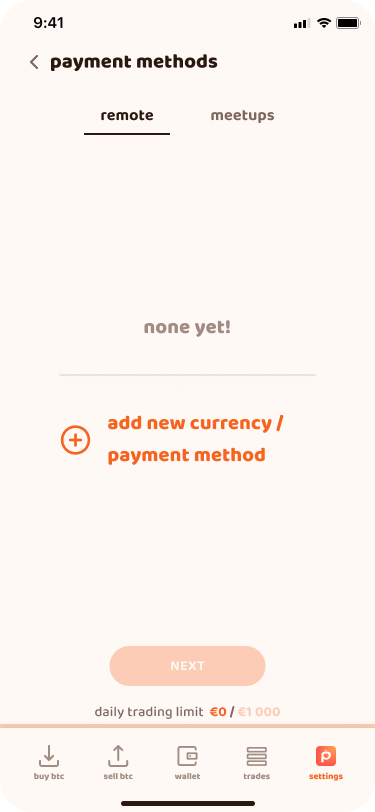 9:41
payment methods
remote meetups
none yet!
add new currency /
payment method
NEXT
daily trading limit €0 / €1 000
buy btc sell btc wallet trades settings